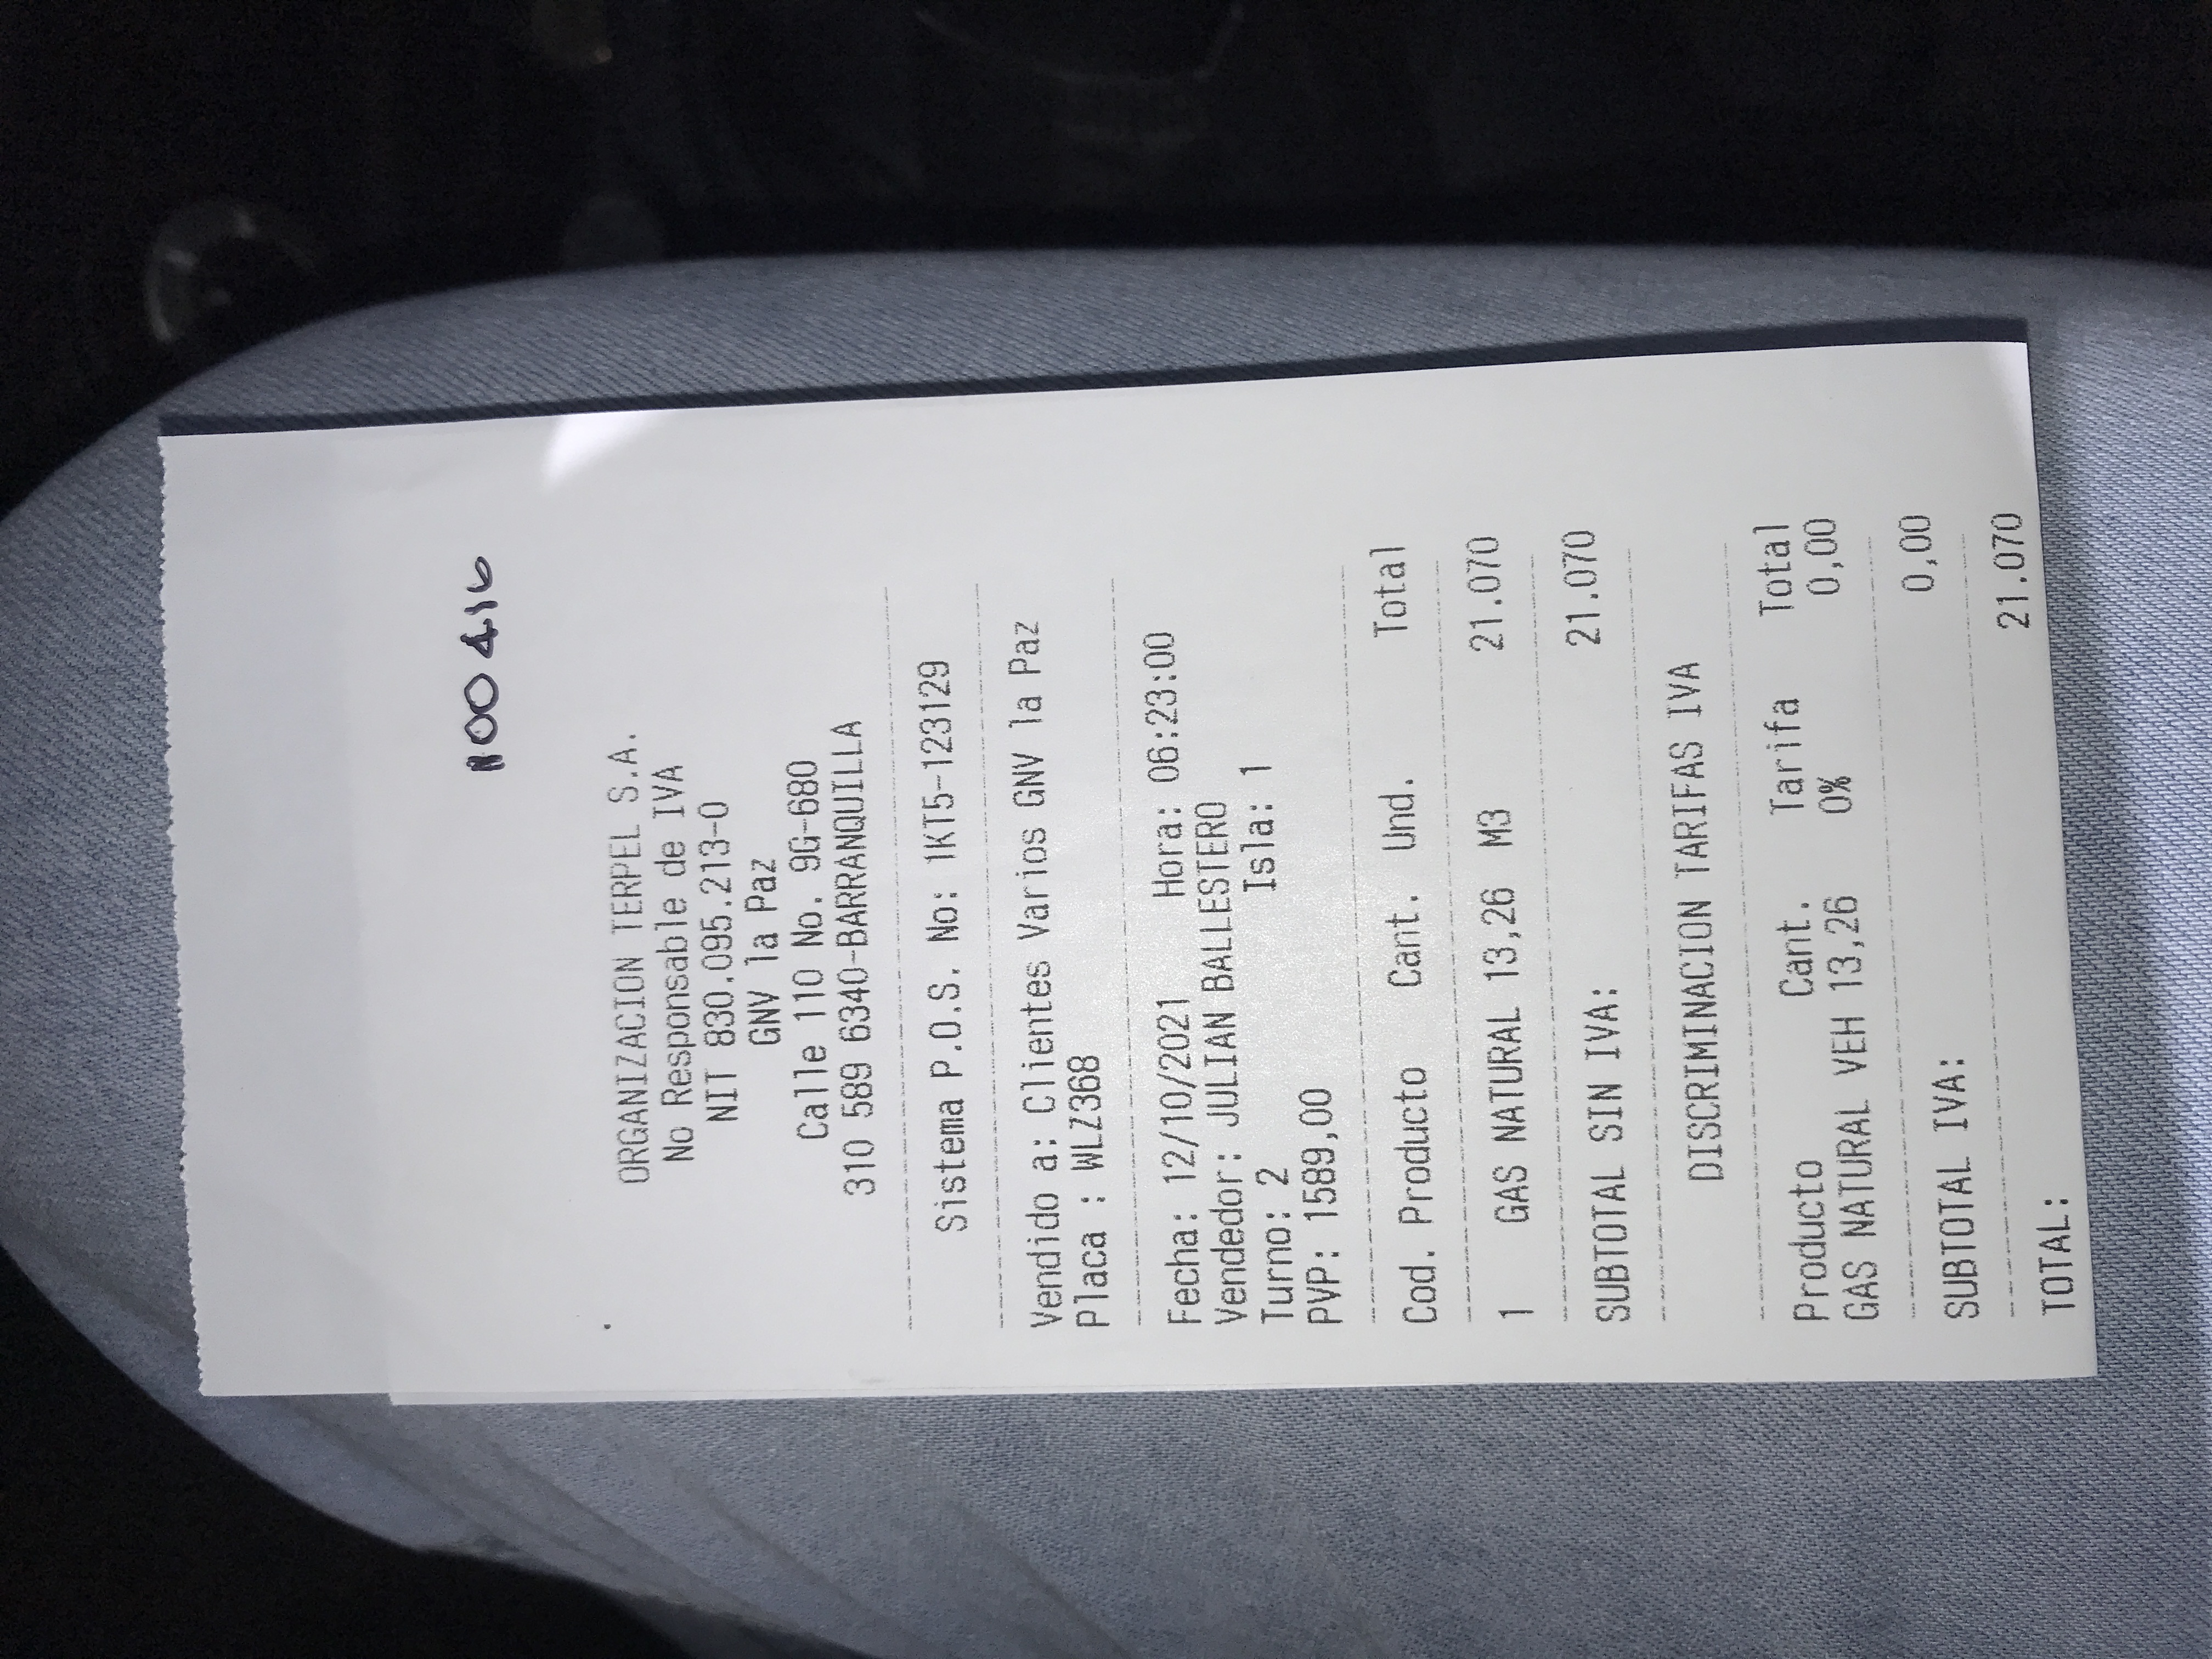 ORGANIZACION TERPEL S.A.
No Responsable de IVA
NIT 830.095.213-0
GNV la Paz
Calle 110 No. 9G-680
310 589 6340-BARRANQUILLA
Sistema P.O.S. No: 1KT5-123129
Vendido a: Clientes Varios GNV la Paz
Placa : WLZ368
Fecha: 12/10/2021 Hora: 06:23:00
Vendedor: JULIAN BALLESTERO
Turno: 2 Isla: 1
PVP: 1589,00
Cod. Producto Cant. Und. Total
1 GAS NATURAL 13,26 M3 21.070
SUBTOTAL SIN IVA: 21.070
DISCRIMINACION TARIFAS IVA
Producto Cant. Tarifa Total
GAS NATURAL VEH 13,26 0% 0,00
SUBTOTAL IVA: 0,00
TOTAL: 21.070